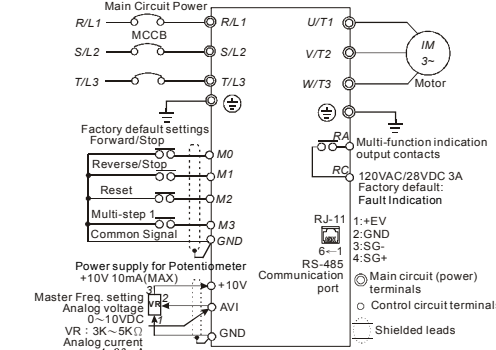 Main Circuit Power
R/L1
R/L1
U/T1
MCCB
S/L2
S/L2
V/T2
IM
3~
T/L3
T/L3
W/T3
Motor
Factory default settings
Forward/Stop
M0
RA
Multi-function indication
output contacts
Reverse/Stop
M1
RC
120VAC/28VDC 3A
Factory default:
Fault Indication
Reset
M2
Multi-step 1
M3
Common Signal
GND
RJ-11
6←1
1:+EV
2:GND
3:SG-
4:SG+
RS-485
Communication
port
Power supply for Potentiometer
+10V 10mA(MAX)
+10V
3
Master Freq. setting
Analog voltage
0~10VDC
VR
2
1
AVI
VR : 3K~5KΩ
Analog current
GND
Main circuit (power)
terminals
Control circuit terminals
Shielded leads